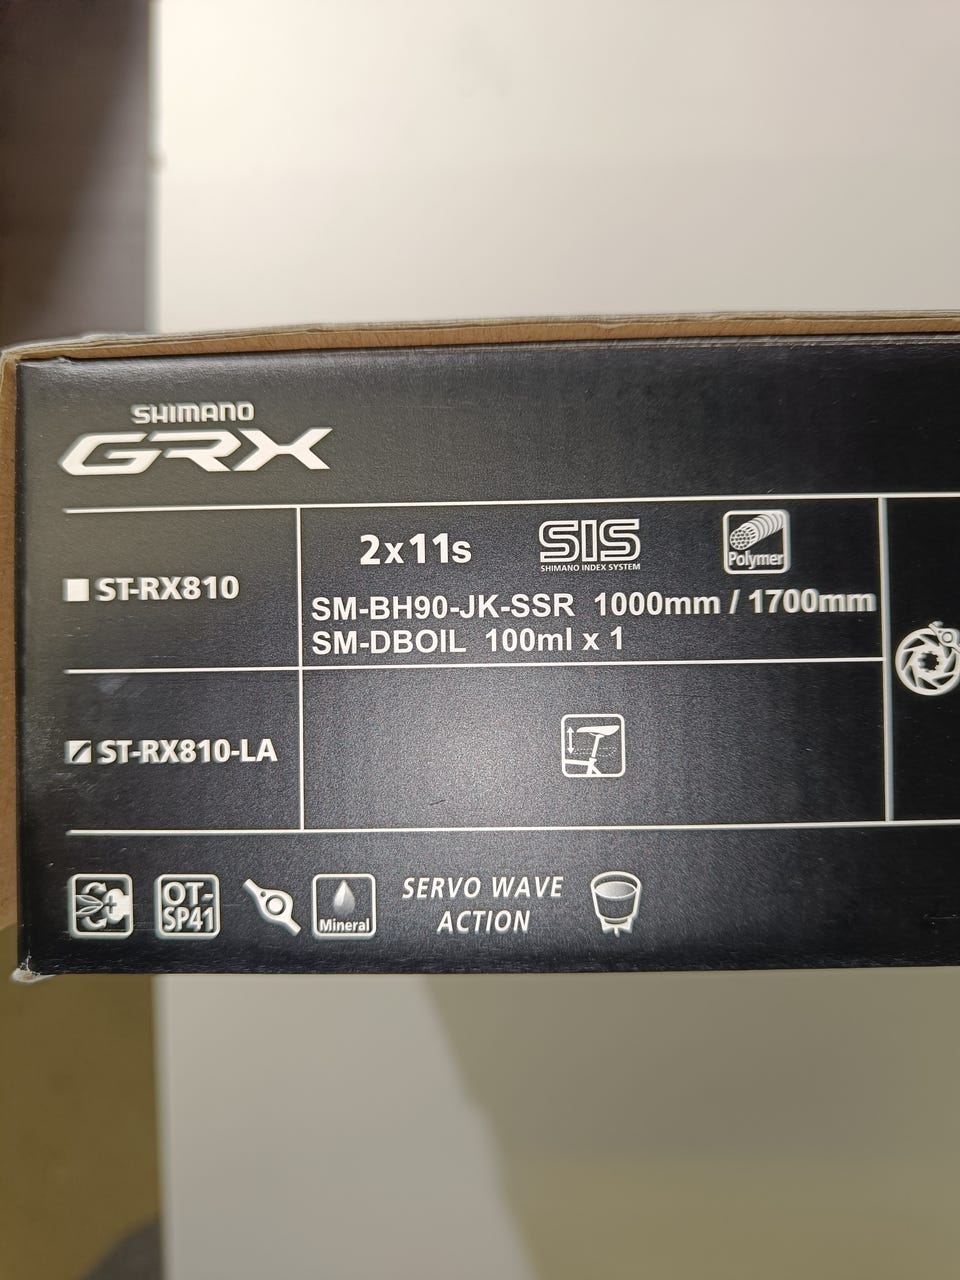 SHIMANO
GRX
ST-RX810
2x11s
SIS
SHIMANO INDEX SYSTEM
Polymer
SM-BH90-JK-SSR 1000mm / 1700mm
SM-DBOIL 100ml x 1
ST-RX810-LA
OT-
SP41
Mineral
SERVO WAVE
ACTION